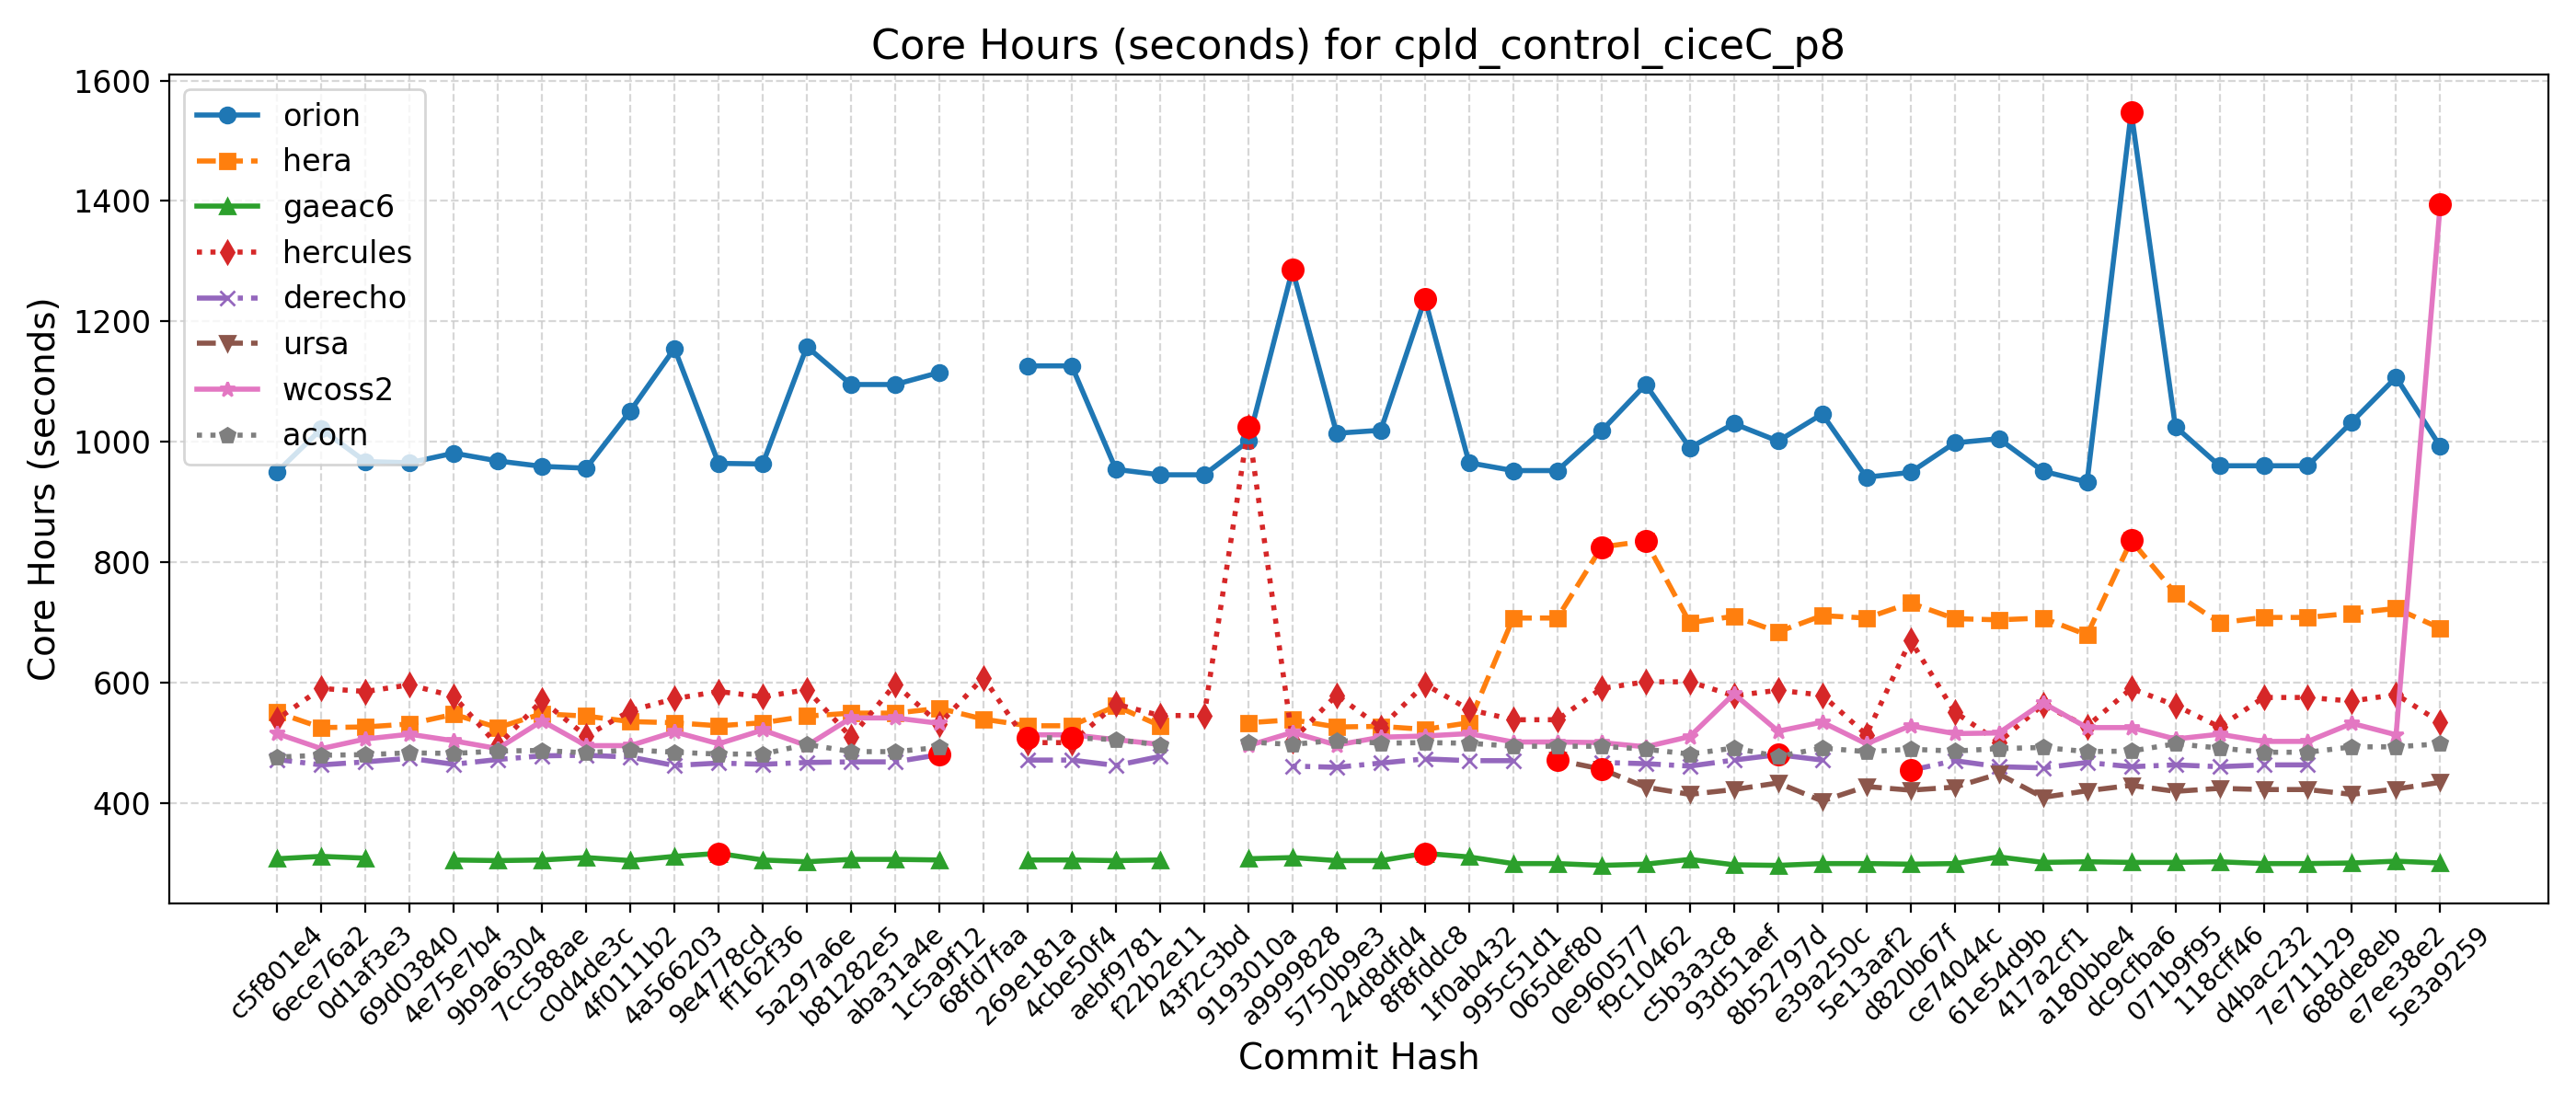 Core Hours (seconds) for cpld_control_ciceC_p8
Core Hours (seconds)
1600
1400
1200
1000
800
600
400
orion
hera
gaeac6
hercules
derecho
ursa
wcoss2
acorn
c5f801e4
6ece76a2
0d1af3e3
69d03840
4e75e7b4
9b9a6304
7cc588ae
c0d4de3c
4f0111b2
4a566203
9e4778cd
ff162f36
5a297a6e
b81282e5
aba31a4e
1c5a9f12
68fd7faa
269e181a
4cbe50f4
aebf9781
f22b2e11
43f2c3bd
9193010a
a9999828
5750b9e3
24d8dfd4
8f8fddc8
1f0ab432
995c51d1
065def80
0e960577
f9c10462
c5b3a3c8
93d51aef
8b52797d
e39a250c
5e13aaf2
d820b67f
ce74044c
61e54d9b
417a2cf1
a180bbe4
dc9cfba6
071b9f95
118cff46
d4bac232
7e711129
688de8eb
e7ee38e2
5e3a9259
Commit Hash